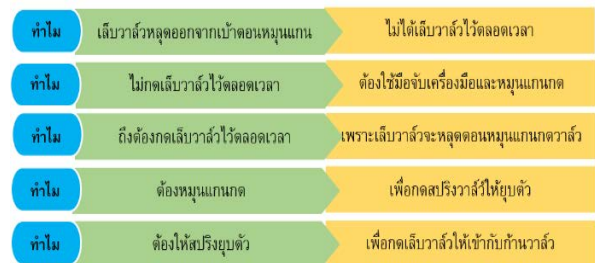 ทำไม เล็บวาล์วหลุดออกจากเบ้าตอนหมุนแกน ไม่ได้เล็บวาล์วไว้ตลอดเวลา
ทำไม ไม่กดเล็บวาล์วไว้ตลอดเวลา ต้องใช้มือจับเครื่องมือและหมุนแกนกด
ทำไม ถึงต้องกดเล็บวาล์วไว้ตลอดเวลา เพราะเล็บวาล์วจะหลุดตอนหมุนแกนกดวาล์ว
ทำไม ต้องหมุนแกนกด เพื่อกดสปริงวาล์วให้ยุบตัว
ทำไม ต้องให้สปริงยุบตัว เพื่อกดเล็บวาล์วให้เข้ากับก้านวาล์ว